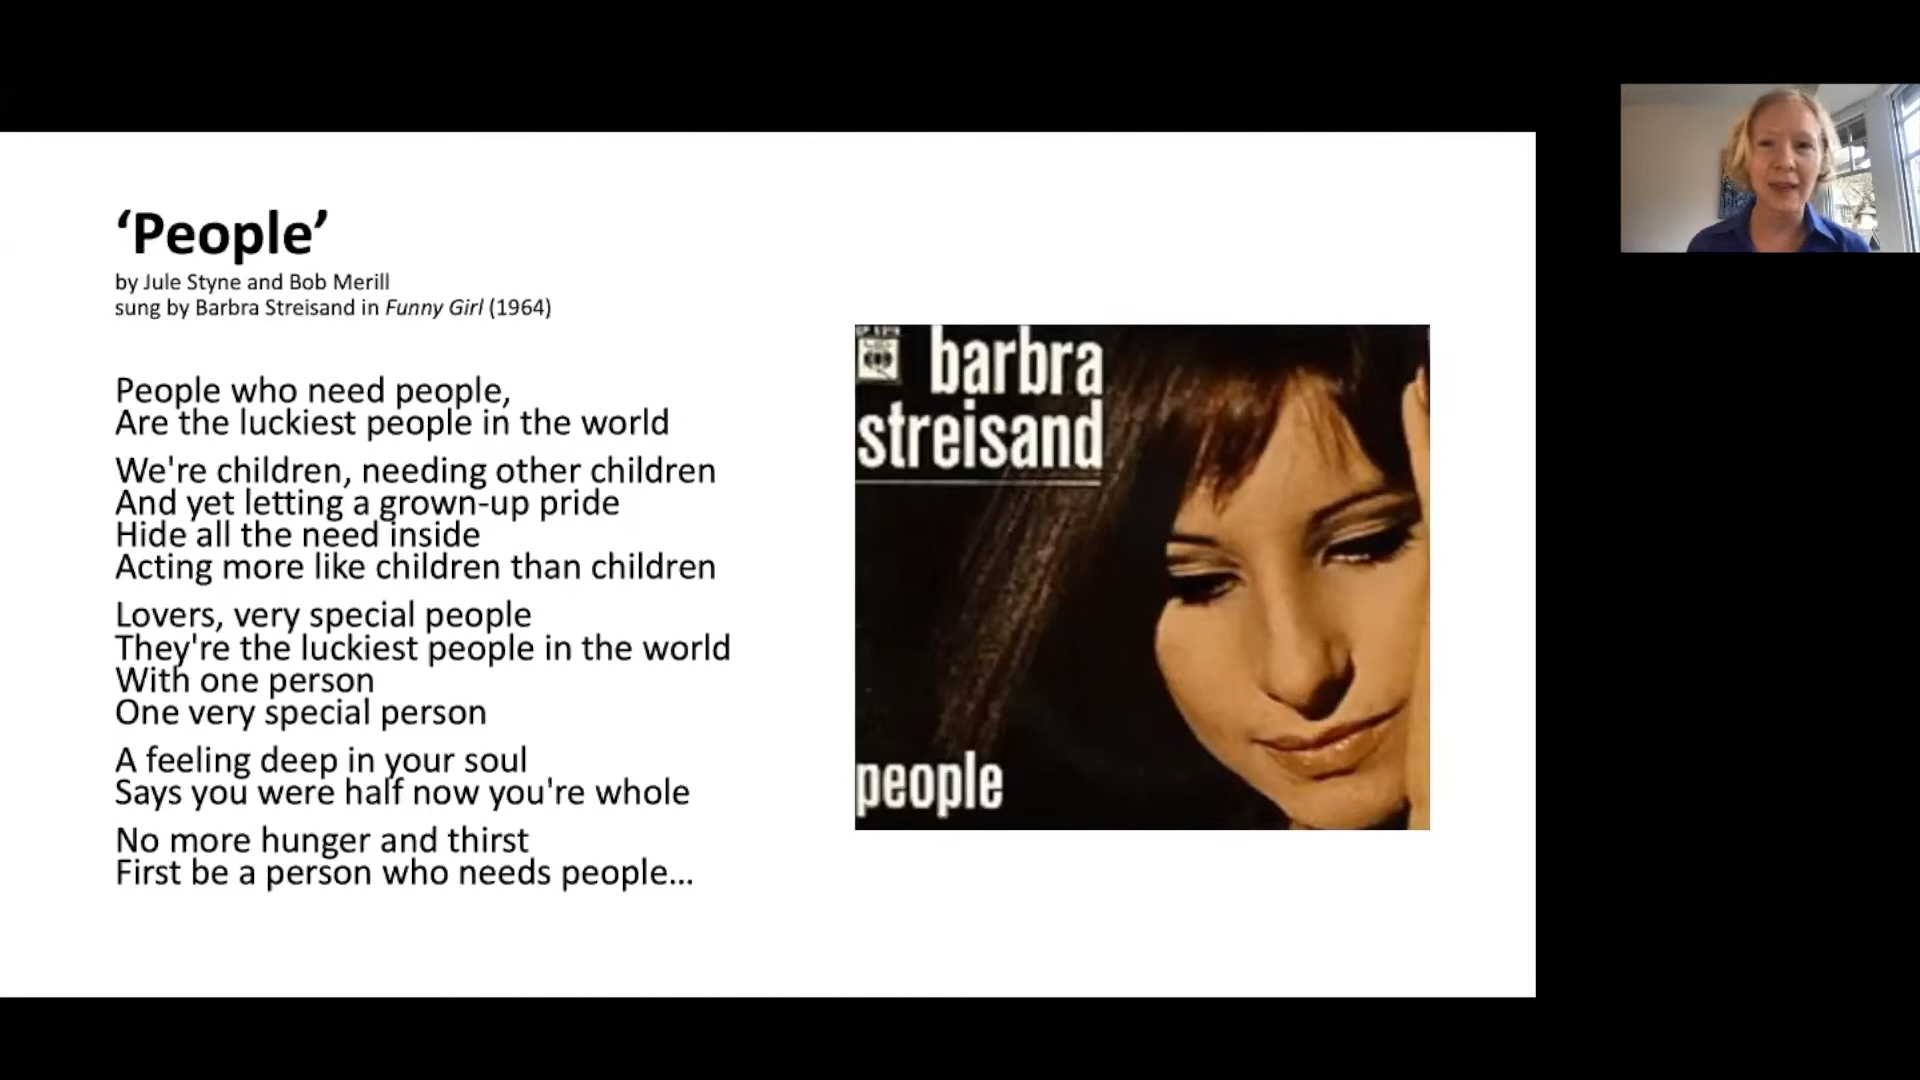 ‘People’
by Jule Styne and Bob Merill
sung by Barbra Streisand in Funny Girl (1964)
People who need people,
Are the luckiest people in the world
We're children, needing other children
And yet letting a grown-up pride
Hide all the need inside
Acting more like children than children
Lovers, very special people
They're the luckiest people in the world
With one person
One very special person
A feeling deep in your soul
Says you were half now you're whole
No more hunger and thirst
First be a person who needs people...
barbra
streisand
people